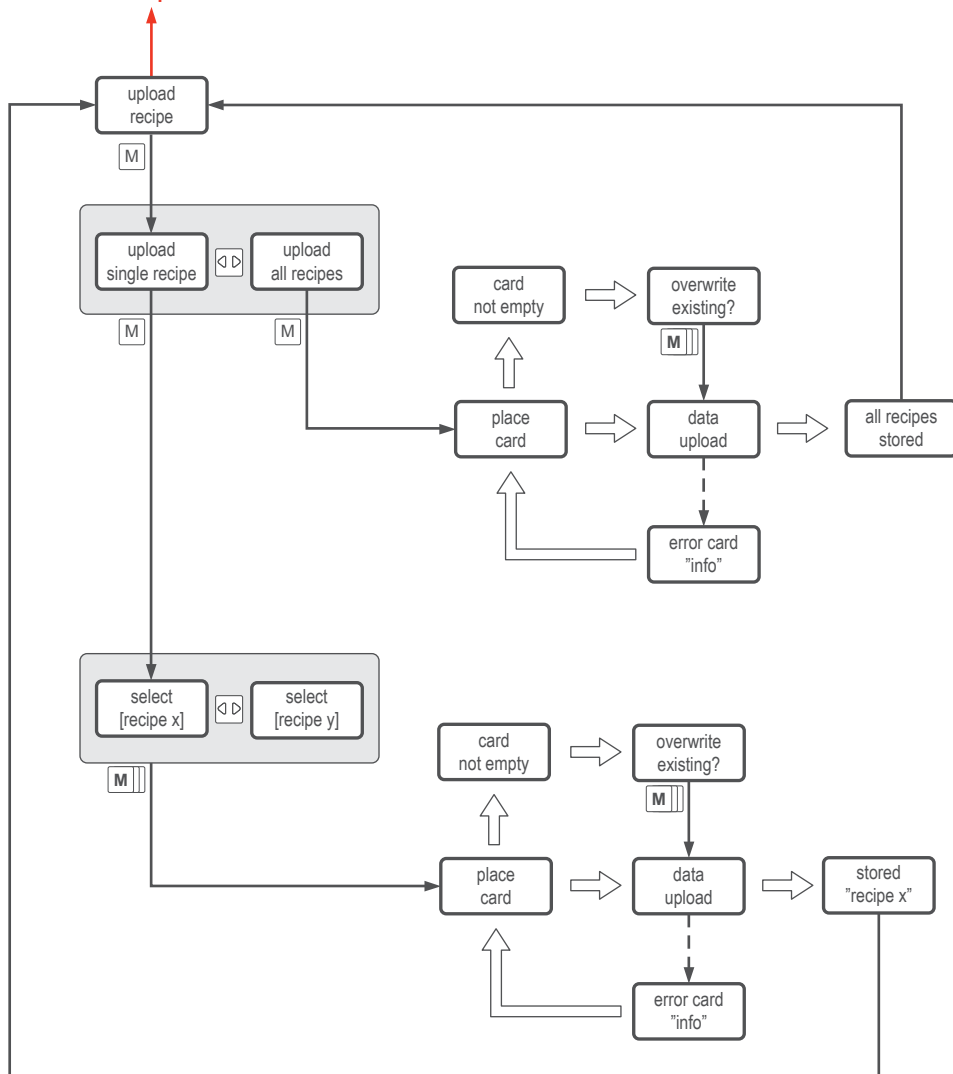 upload
recipe
M
upload
single recipe
upload
all recipes
M
M
card
not empty
overwrite
existing?
M
place
card
data
upload
all recipes
stored
error card
”info”
select
[recipe x]
select
[recipe y]
M
card
not empty
overwrite
existing?
M
place
card
data
upload
stored
”recipe x”
error card
”info”